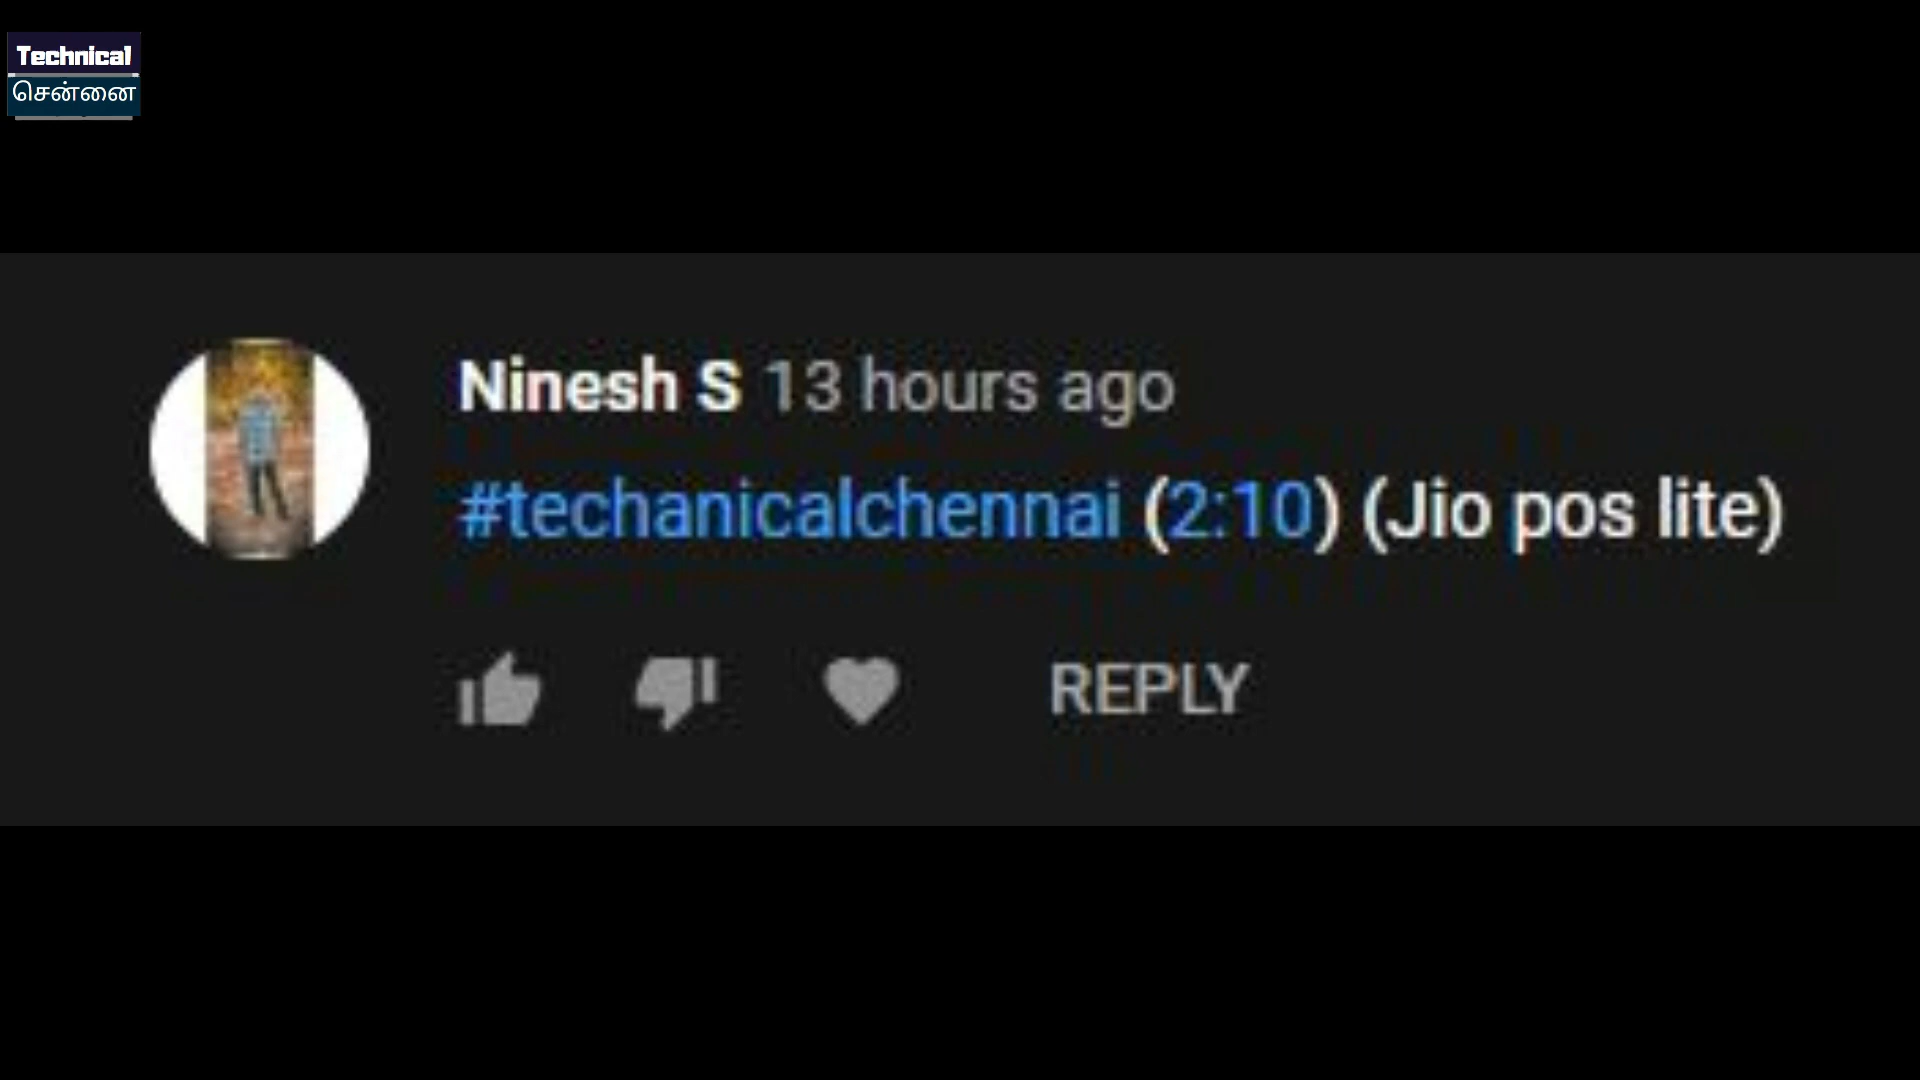 Technical
சென்னை
Ninesh S 13 hours ago
#techanicalchennai (2:10) (Jio pos lite)
REPLY